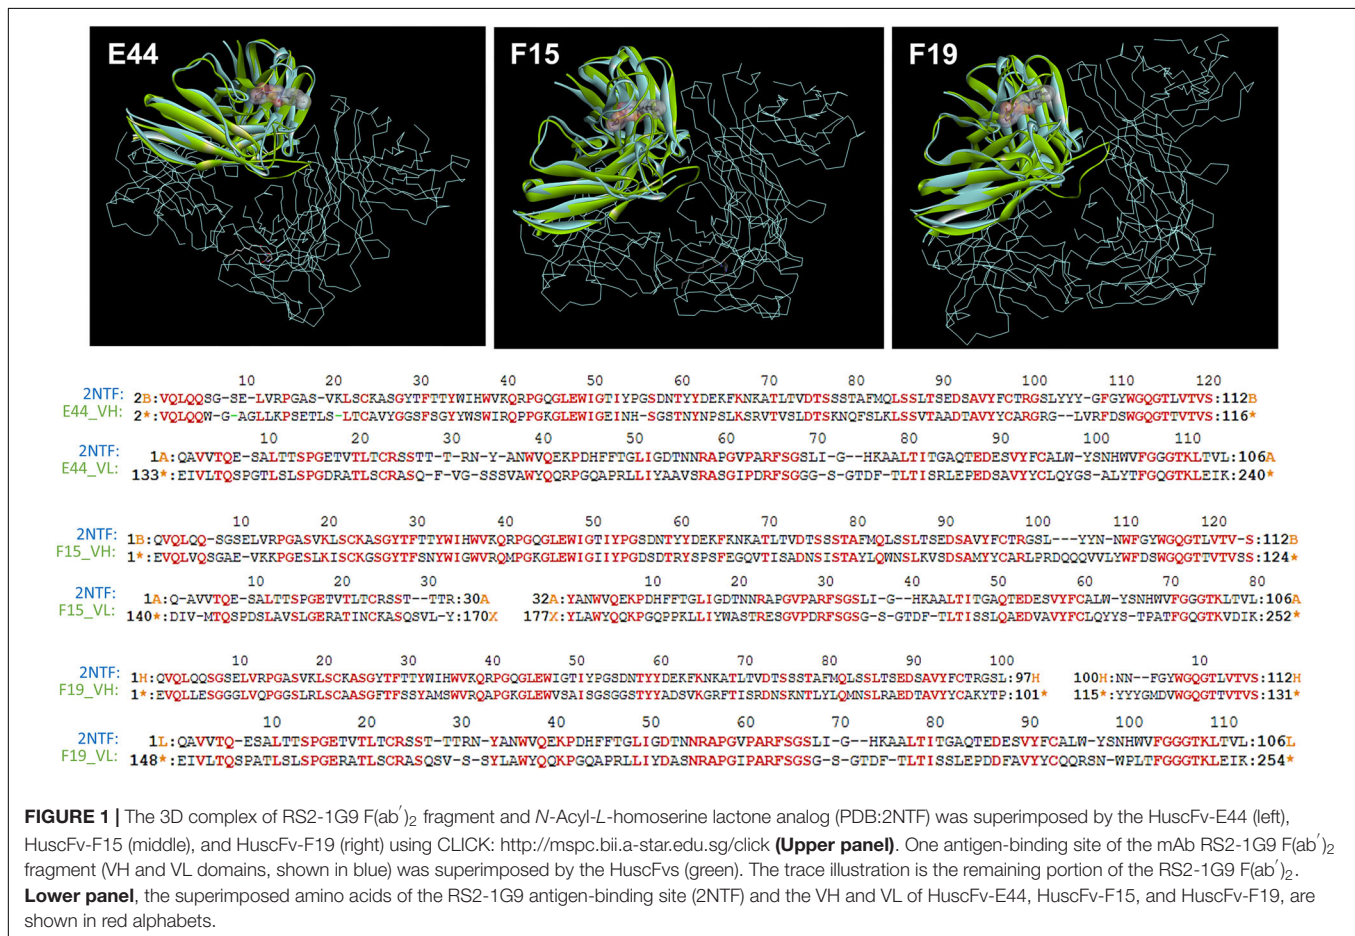 E44
F15
F19
10 20 30 40 50 60 70 80 90 100 110 120
2NTF: 2B:VQLQQSG-SE-LVRPGAS-VKLSCKASGYTFTTYWIHWVKQRPGQGLEWIGTIYPGSDNTYYDEKFKNKATLTVDTSSSTAFMQLSSLTSEDSAVYFCTRGSLYYY-GFGYWGQGTLVTVS:112B
E44_VH: 2*:VQLQQW-G-AGLLKPSETLS-LTCAVYGGSFSGYYWSWIRQPPGKGLEWIGEINH-SGSTNYNPSLKSRVTVSLDTSKNQFSLKLSSVTAADTAVYYCARGRG-LVRFDSWGQGTTVTVS:116*
10 20 30 40 50 60 70 80 90 100 110
2NTF: 1A:QAVVTQE-SALTTSPGETVTLTCRSSTT-T-RN-Y-ANWVQEKPDHFFTGLIGDTNNRAPGVPARFSGSLI-G--HKAALTITGAQTEDESVYFCALW-YSNHWVFGGGTKLTVL:106A
E44_VL: 133*:EIVLTQSPGTLSLSPGDRATLSCRASQ-F-VG-SSSVAWYQQRPGQAPRLLIYAAVSRASGIPDRFSGGG-SGTDF-TLTISRLEPEDSAVYYCLQYGS-ALYTFGQGTKLEIK:240*
10 20 30 40 50 60 70 80 90 100 110 120
2NTF: 1B:QVQLQQ-SGSELVRPGASVKLSCKASGYTFTTYWIHWVKQRPGQGLEWIGTIYPGSDNTYYDEKFKNKATLTVDTSSSTAFMQLSSLTSEDSAVYFCTRGSL---YYN-NWFGYWGQGTLVTV-S:112B
F15_VH: 1*:EVQLVQSGAE-VKKPGESLKISCKGSGYTFSNYWIGWVRQMPGKGLEWIGIIYPGDSDTRYSPSFEGQVTISADNSISTAYLQWNSLKVSDSAMYYCARLPRDQQQVVLYWFDSWGQGTTVTVSS:124*
10 20 30 10 20 30 40 50 60 70 80
2NTF: 1A:Q-AVVTQE-SALTTSPGETVTLTCRSST--TTR:30A 32A:YANWVQEKPDHFFTGLIGDTNNRAPGVPARFSGSLI-G--HKAALTITGAQTEDESVYFCALW-YSNHWVFGGGTKLTVL:106A
F15_VL: 140*:DIV-MTQSPDSLAVSLGERATINCKASQSVL-Y:170X 177X:YLAWYQQKPGQPPKLLIYWASTRESGVPDRFSGSG-S-GTDF-TLTISSLQAEDVAVYFCLQYYS-TPATFGQGTKVDIK:252*
10 20 30 40 50 60 70 80 90 100 10
2NTF: 1H:QVQLQQSGSELVRPGASVKLSCKASGYTFTTYWIHWVKQRPGQGLEWIGTIYPGSDNTYYDEKFKNKATLTVDTSSSTAFMQLSSLTSEDSAVYFCTRGSL:97H 100H:NN--FGYWGQGTLVTVS:112H
F19_VH: 1*:EVQLLESGGGLVQPGGSLRLSCAASGFTFSSYAMSWVRQAPGKGLEWVSAISGSGGSTYYADSVKGRFTISRDNSKNTLYLQMNSLRAEDTAVYYCAKYTP:101* 115*:YYYGMDVWGQGTTVTVS:131*
10 20 30 40 50 60 70 80 90 100 110
2NTF: 1L:QAVVTQ-ESALTTSPGETVTLTCRSST-TTRN-YANWVQEKPDHFFTGLIGDTNNRAPGVPARFSGSLI-G--HKAALTITGAQTEDESVYFCALW-YSNHWVFGGGTKLTVL:106L
F19_VL: 148*:EIVLTQSPATLSLSPGERATLSCRASQSV-S-SYLAWYQQKPGQAPRLLIYDASNRAPGIPARFSGSG-S-GTDF-TLTISSLEPDDFAVYYCQQRSN-WPLTFGGGTKLEIK:254*
FIGURE 1 | The 3D complex of RS2-1G9 F(ab′)2 fragment and N-Acyl-L-homoserine lactone analog (PDB:2NTF) was superimposed by the HuscFv-E44 (left),
HuscFv-F15 (middle), and HuscFv-F19 (right) using CLICK: http://mspc.bii.a-star.edu.sg/click (Upper panel). One antigen-binding site of the mAb RS2-1G9 F(ab′)2
fragment (VH and VL domains, shown in blue) was superimposed by the HuscFvs (green). The trace illustration is the remaining portion of the RS2-1G9 F(ab′)2.
Lower panel, the superimposed amino acids of the RS2-1G9 antigen-binding site (2NTF) and the VH and VL of HuscFv-E44, HuscFv-F15, and HuscFv-F19, are
shown in red alphabets.